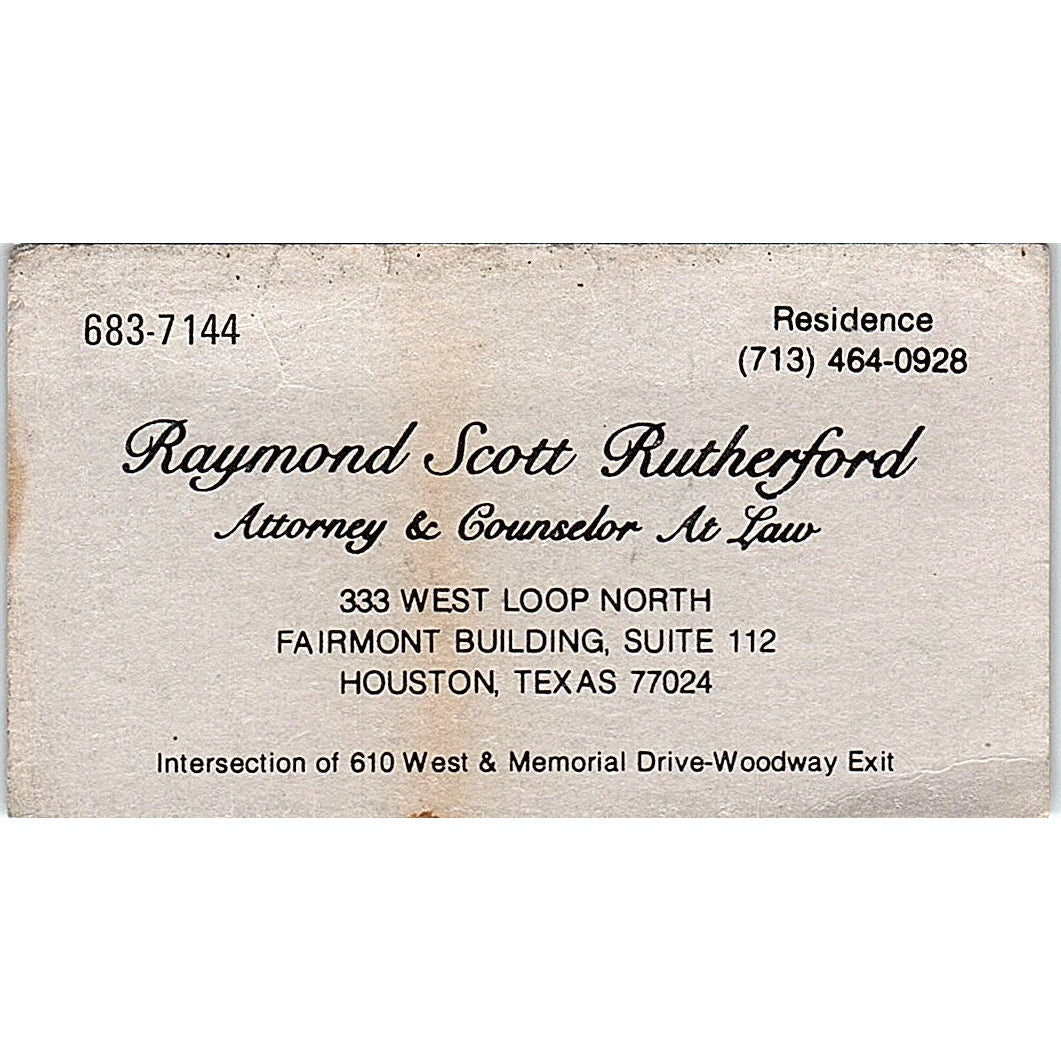 683-7144
Residence
(713) 464-0928
Raymond Scott Rutherford
Attorney & Counselor At Law
333 WEST LOOP NORTH
FAIRMONT BUILDING, SUITE 112
HOUSTON, TEXAS 77024
Intersection of 610 West & Memorial Drive-Woodway Exit